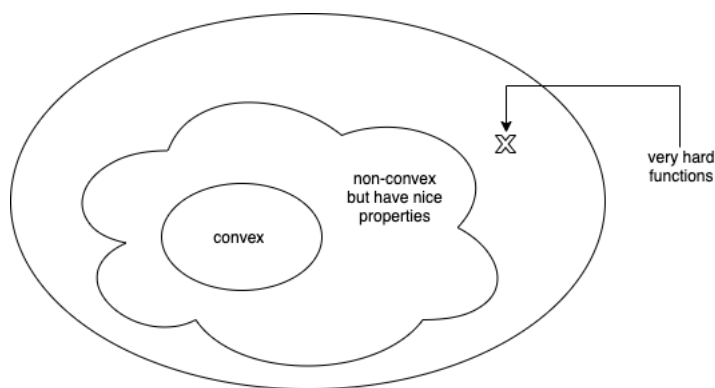 non-convex
but have nice
properties
convex
X
very hard
functions